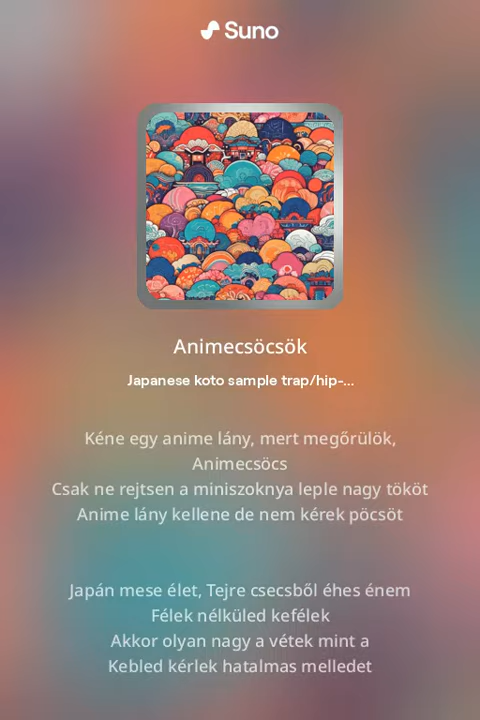 Suno
Animecsöcsök
Japanese koto sample trap/hip-...
Kéne egy anime lány, mert megőrülök,
Animecsöcs
Csak ne rejtsen a miniszoknya leple nagy tököt
Anime lány kellene de nem kérek pöcsöt
Japán mese élet, Tejre csecsből éhes énem
Félek nélküled kefélek
Akkor olyan nagy a vétek mint a
Kebled kérlek hatalmas melledet